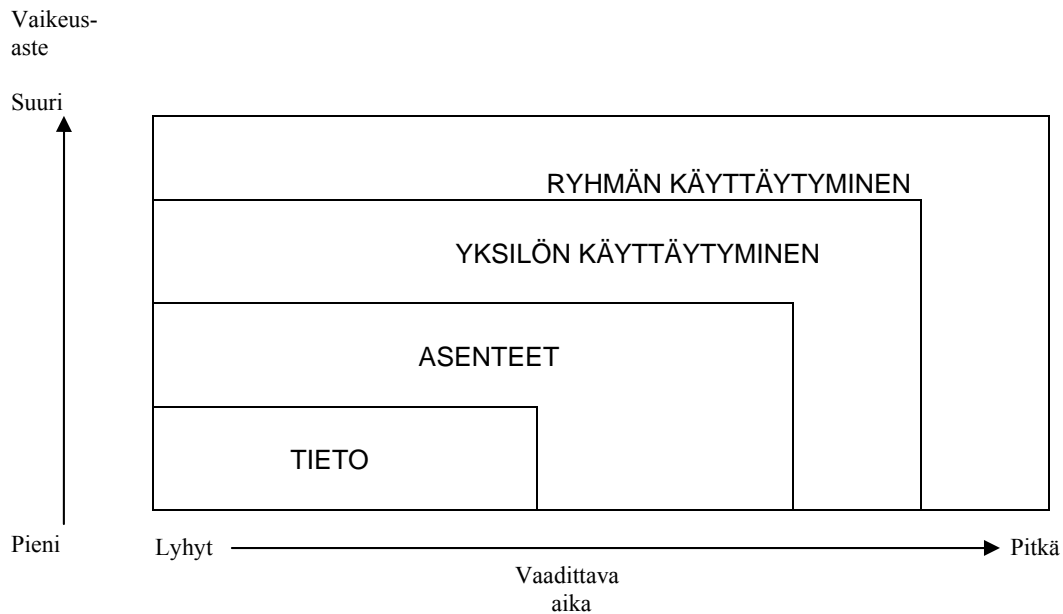 Vaikeus-
aste
Suuri
RYHMÄN KÄYTTÄYTYMINEN
YKSILÖN KÄYTTÄYTYMINEN
ASENTEET
TIETO
Pieni
Lyhyt
Pitkä
Vaadittava
aika